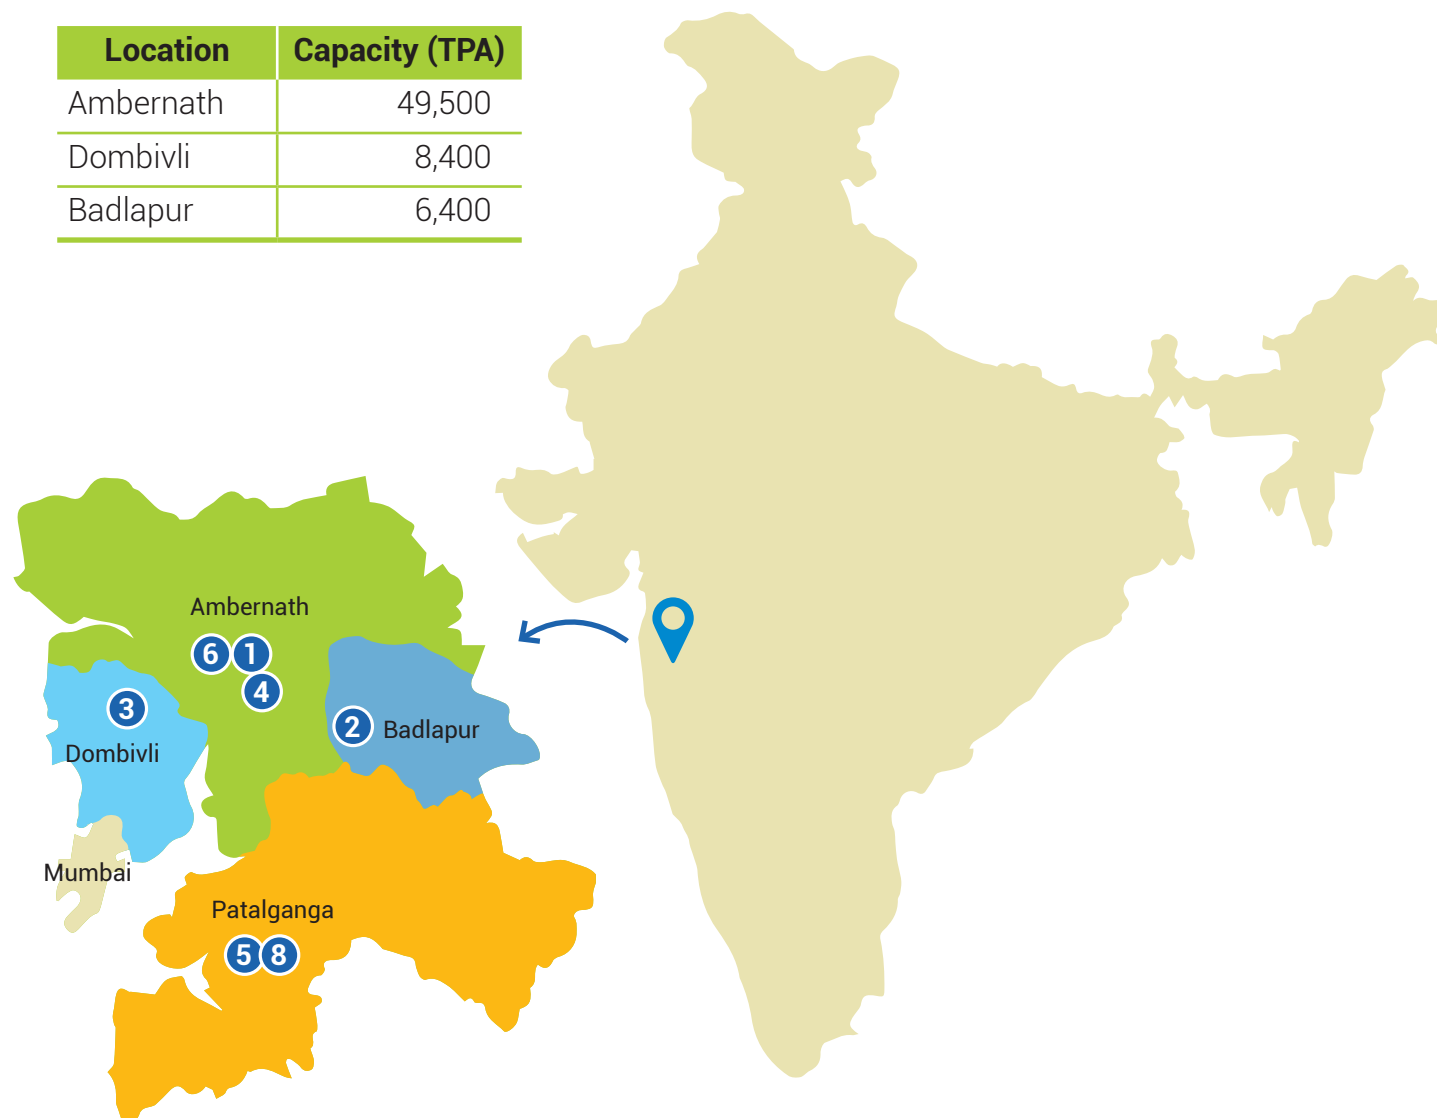 Location Capacity (TPA)
Ambernath 49,500
Dombivli 8,400
Badlapur 6,400
Ambernath
6 1
4
3
2 Badlapur
Dombivli
Mumbai
Patalganga
5 8